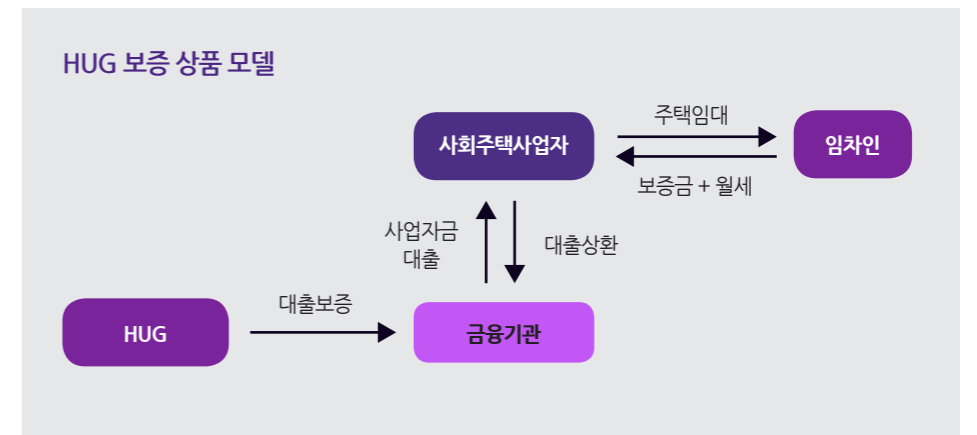 HUG 보증 상품 모델
주택임대
사회주택사업자
임차인
보증금 + 월세
사업자금
대출
대출상환
대출보증
HUG
금융기관